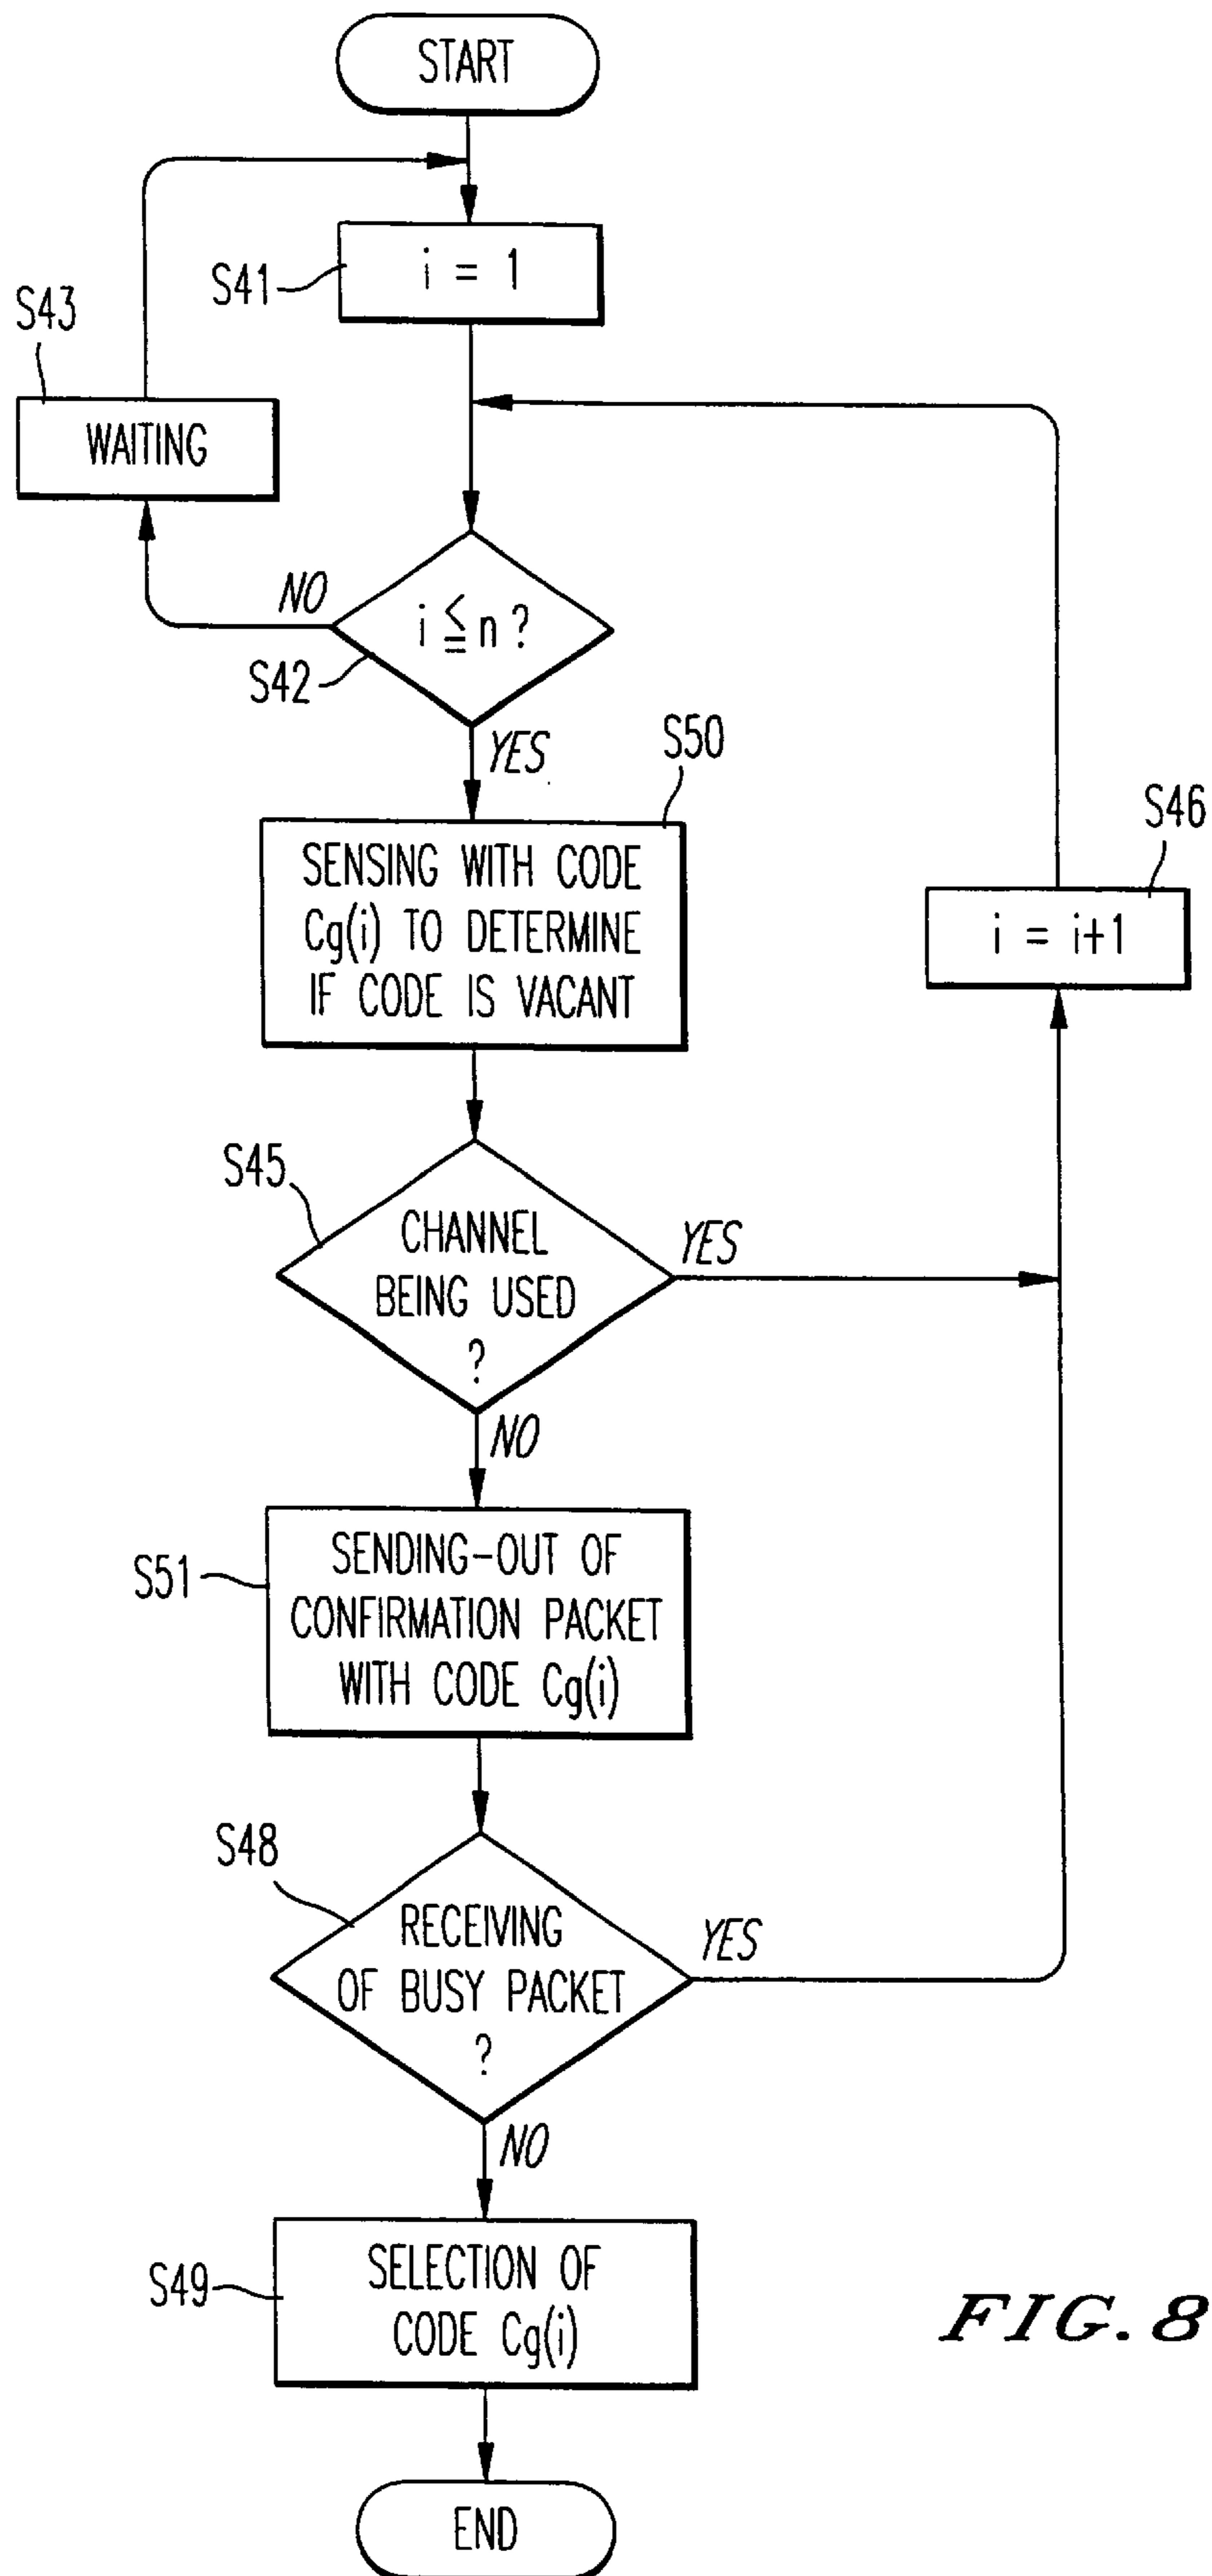 START
S41
i = 1
S43
WAITING
NO
i ≦ n ?
S42
YES
S50
SENSING WITH CODE
Cg(i) TO DETERMINE
IF CODE IS VACANT
S46
i = i+1
S45
CHANNEL
BEING USED
?
YES
NO
S51
SENDING-OUT OF
CONFIRMATION PACKET
WITH CODE Cg(i)
S48
RECEIVING
OF BUSY PACKET
?
YES
NO
S49
SELECTION OF
CODE Cg(i)
FIG. 8
END